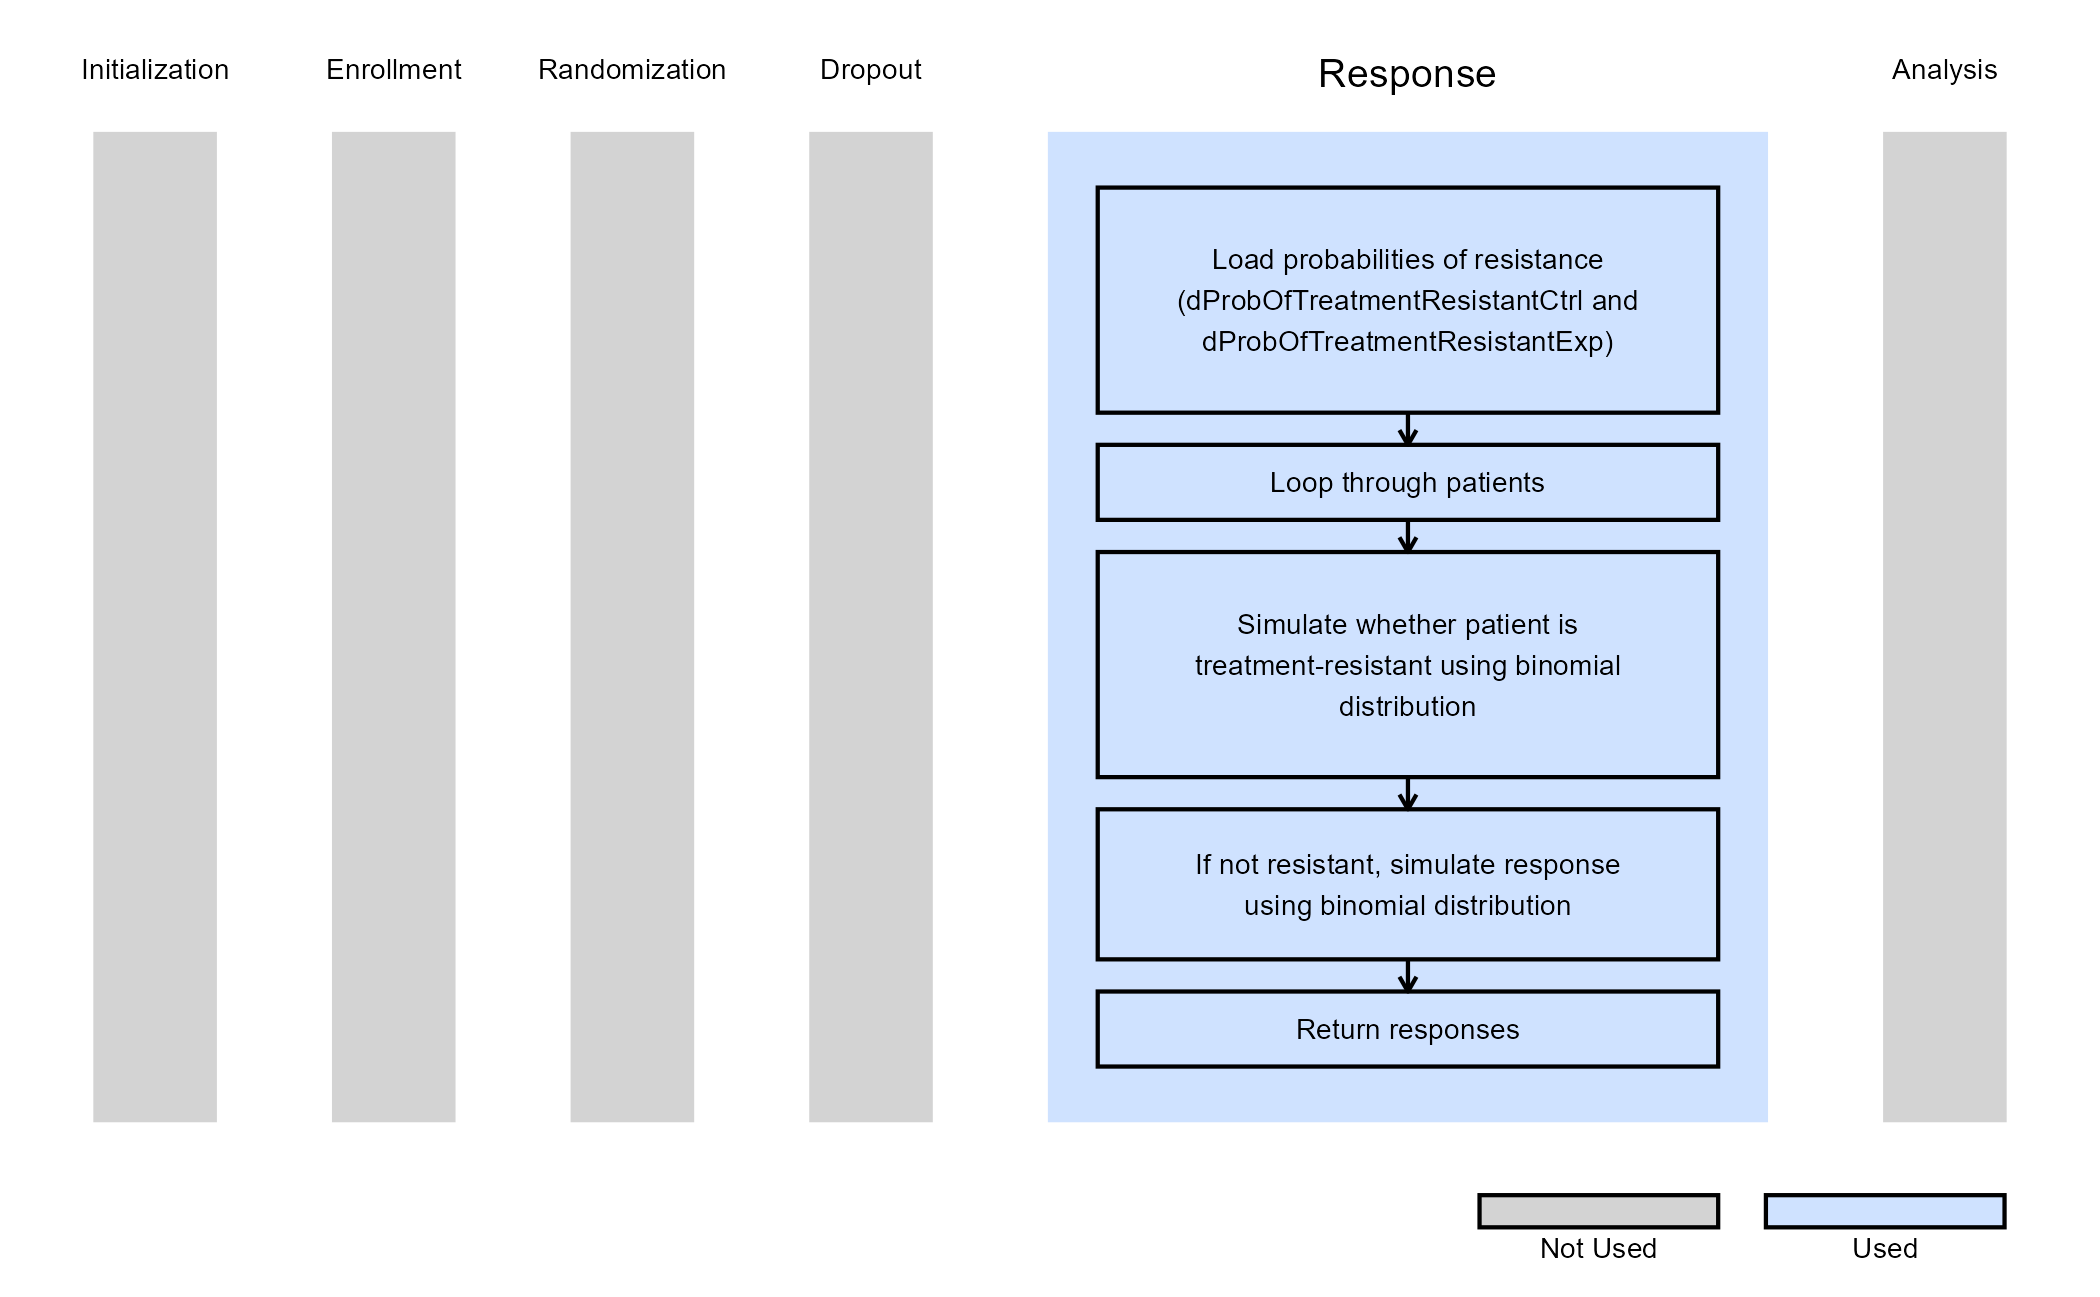 Initialization
Enrollment
Randomization
Dropout
Response
Analysis
Load probabilities of resistance
(dProbOfTreatmentResistantCtrl and
dProbOfTreatmentResistantExp)
Loop through patients
Simulate whether patient is
treatment-resistant using binomial
distribution
If not resistant, simulate response
using binomial distribution
Return responses
Not Used
Used